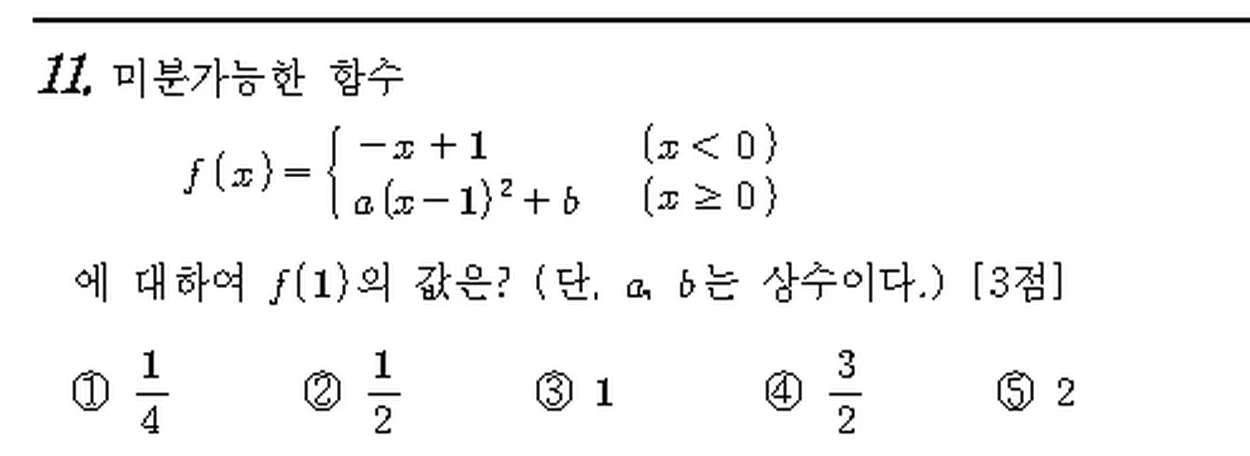 11. 미분가능한 함수
f(x) = { -x + 1 (x < 0)
a(x-1)² + b (x ≥ 0)
에 대하여 f(1)의 값은? (단, a, b는 상수이다.) [3점]
① 1/4 ② 1/2 ③ 1 ④ 3/2 ⑤ 2